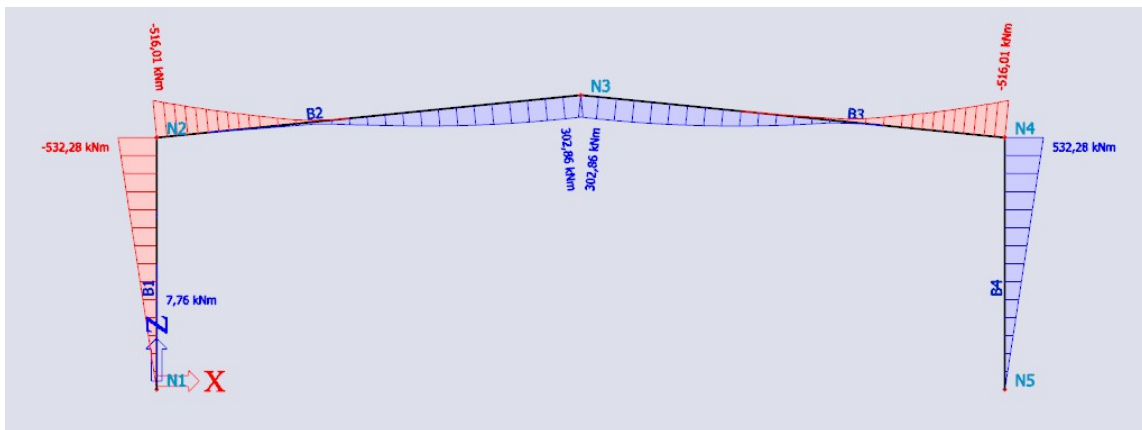 -516,01 kNm
-516,01 kNm
N3
B2
B3
N2
N4
-532,28 kNm
532,28 kNm
302,86 kNm
302,86 kNm
B1
7,76 kNm
B4
Z
N1
X
N5